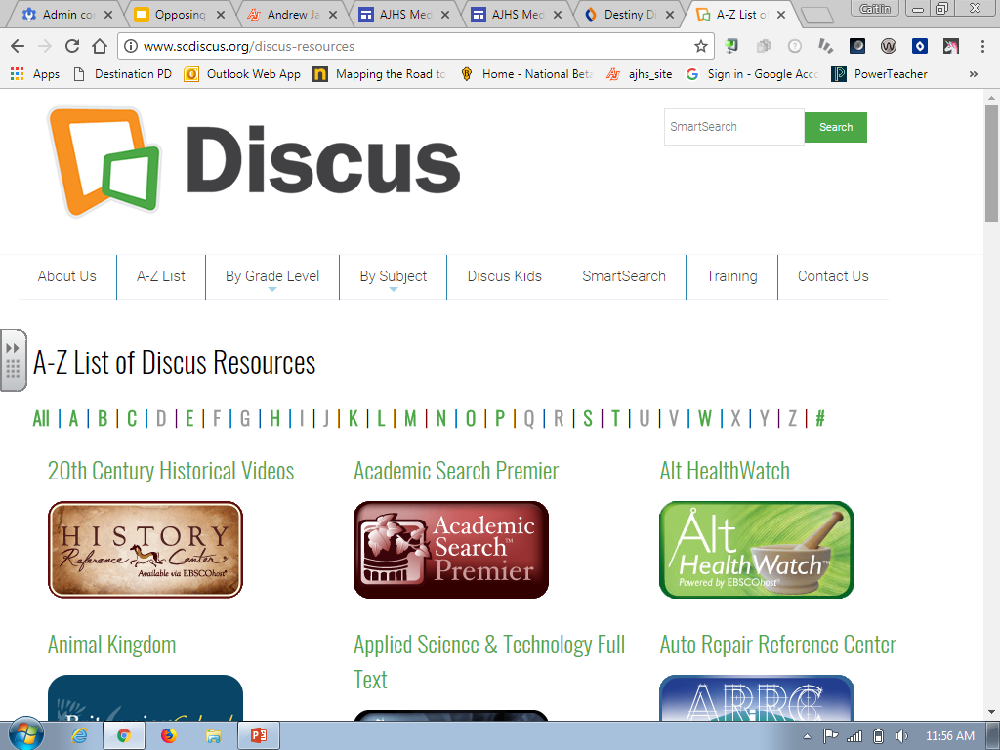 Admin co
Opposing
Andrew Ja
AJHS Med
AJHS Med
Destiny Di
A-Z List of
Caitlin
www.scdiscus.org/discus-resources
Apps
Destination PD
Outlook Web App
Mapping the Road to
Home - National Beta
ajhs_site
Sign in - Google Acco
PowerTeacher
Discus
SmartSearch
Search
About Us
A-Z List
By Grade Level
By Subject
Discus Kids
SmartSearch
Training
Contact Us
A-Z List of Discus Resources
All | A | B | C | D | E | F | G | H | I | J | K | L | M | N | O | P | Q | R | S | T | U | V | W | X | Y | Z | #
20th Century Historical Videos
Academic Search Premier
Alt HealthWatch
HISTORY
Reference Center
Available via EBSCOhost®
Academic
Search™
Premier
Alt
HealthWatch™
Powered by EBSCOhost®
Animal Kingdom
Applied Science & Technology Full
Text
Auto Repair Reference Center
ARRC
11:56 AM